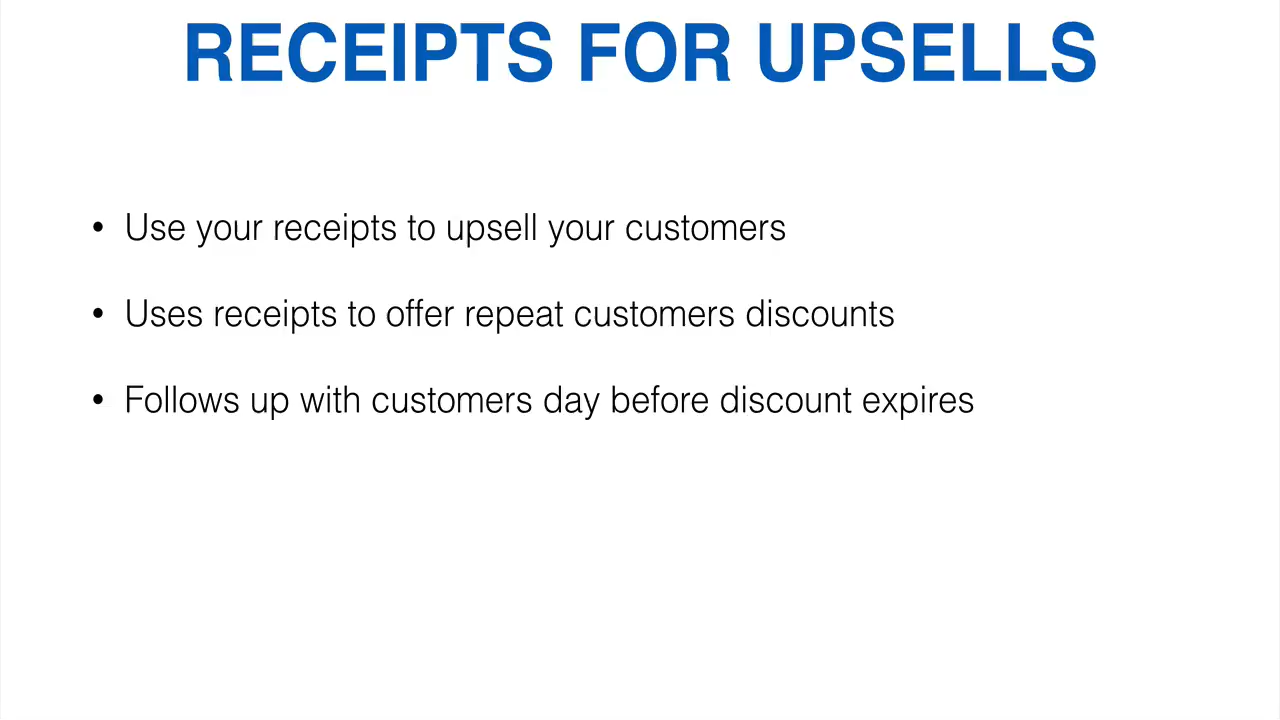 RECEIPTS FOR UPSELLS
• Use your receipts to upsell your customers
• Uses receipts to offer repeat customers discounts
• Follows up with customers day before discount expires